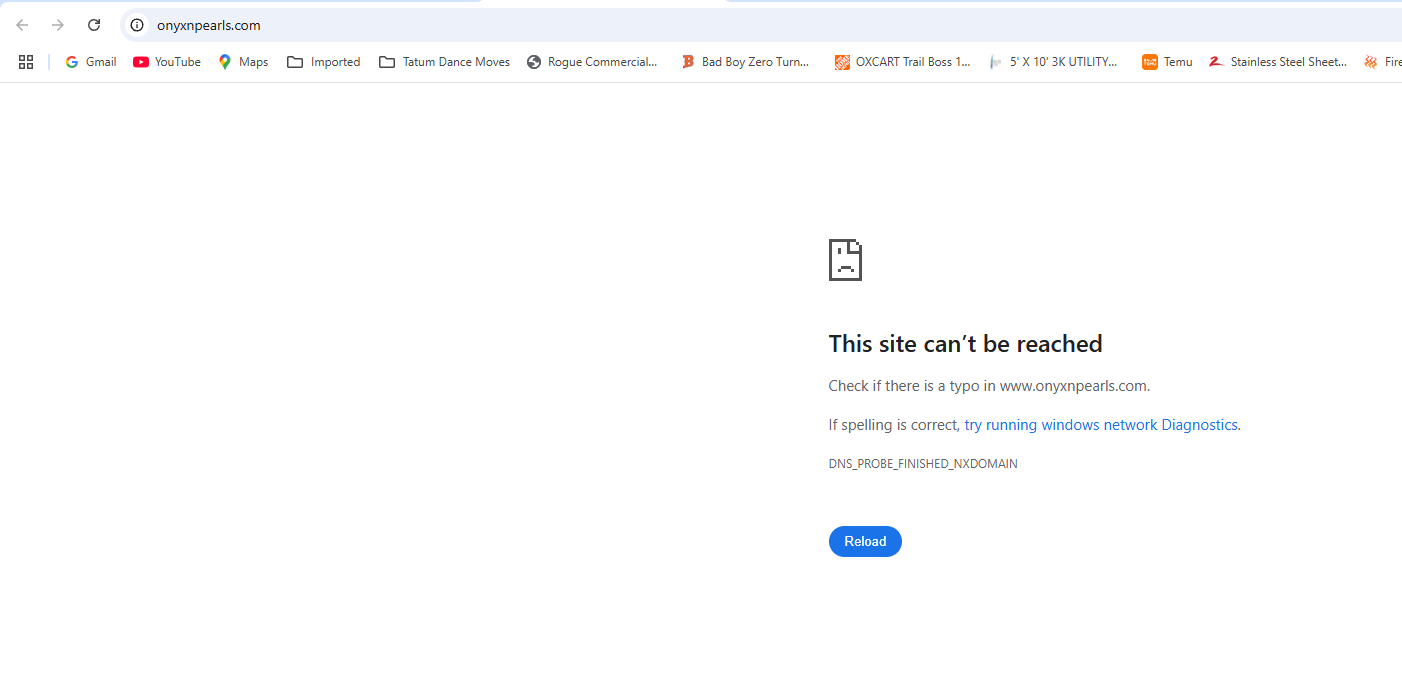 onyxnpearls.com
Gmail YouTube Maps Imported Tatum Dance Moves Rogue Commercial... Bad Boy Zero Turn... OXCART Trail Boss 1... 5' X 10' 3K UTILITY... Temu Stainless Steel Sheet... Fire
This site can’t be reached
Check if there is a typo in www.onyxnpearls.com.
If spelling is correct, try running windows network Diagnostics.
DNS_PROBE_FINISHED_NXDOMAIN
Reload